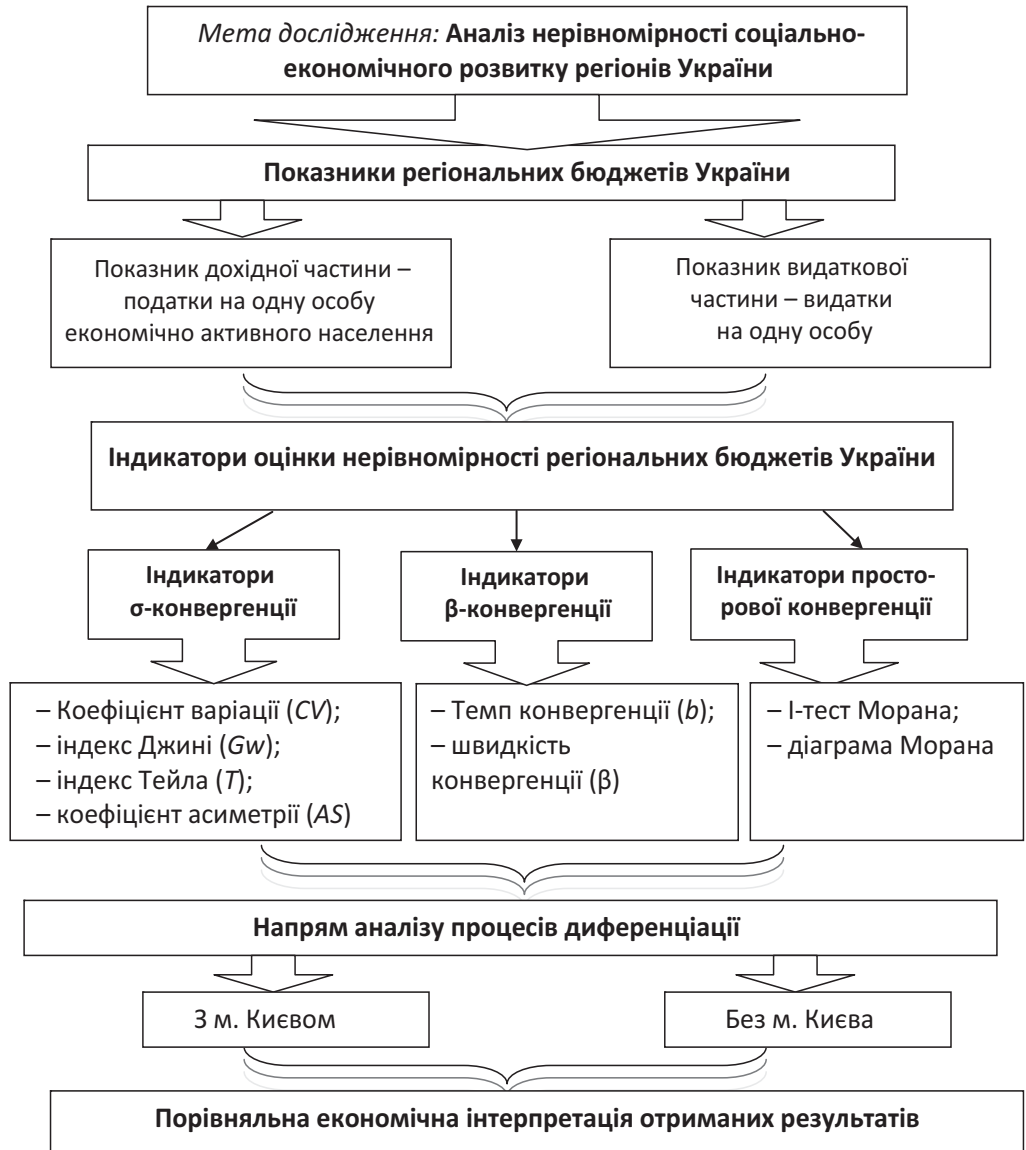 Мета дослідження: Аналіз нерівномірності соціально-
економічного розвитку регіонів України
Показники регіональних бюджетів України
Показник дохідної частини –
податки на одну особу
економічно активного населення
Показник видаткової
частини – видатки
на одну особу
Індикатори оцінки нерівномірності регіональних бюджетів України
Індикатори
σ-конвергенції
Індикатори
β-конвергенції
Індикатори просто-
рової конвергенції
– Коефіцієнт варіації (CV);
– індекс Джині (Gw);
– індекс Тейла (T);
– коефіцієнт асиметрії (AS)
– Темп конвергенції (b);
– швидкість
конвергенції (β)
– І-тест Морана;
– діаграма Морана
Напрям аналізу процесів диференціації
З м. Києвом
Без м. Києва
Порівняльна економічна інтерпретація отриманих результатів